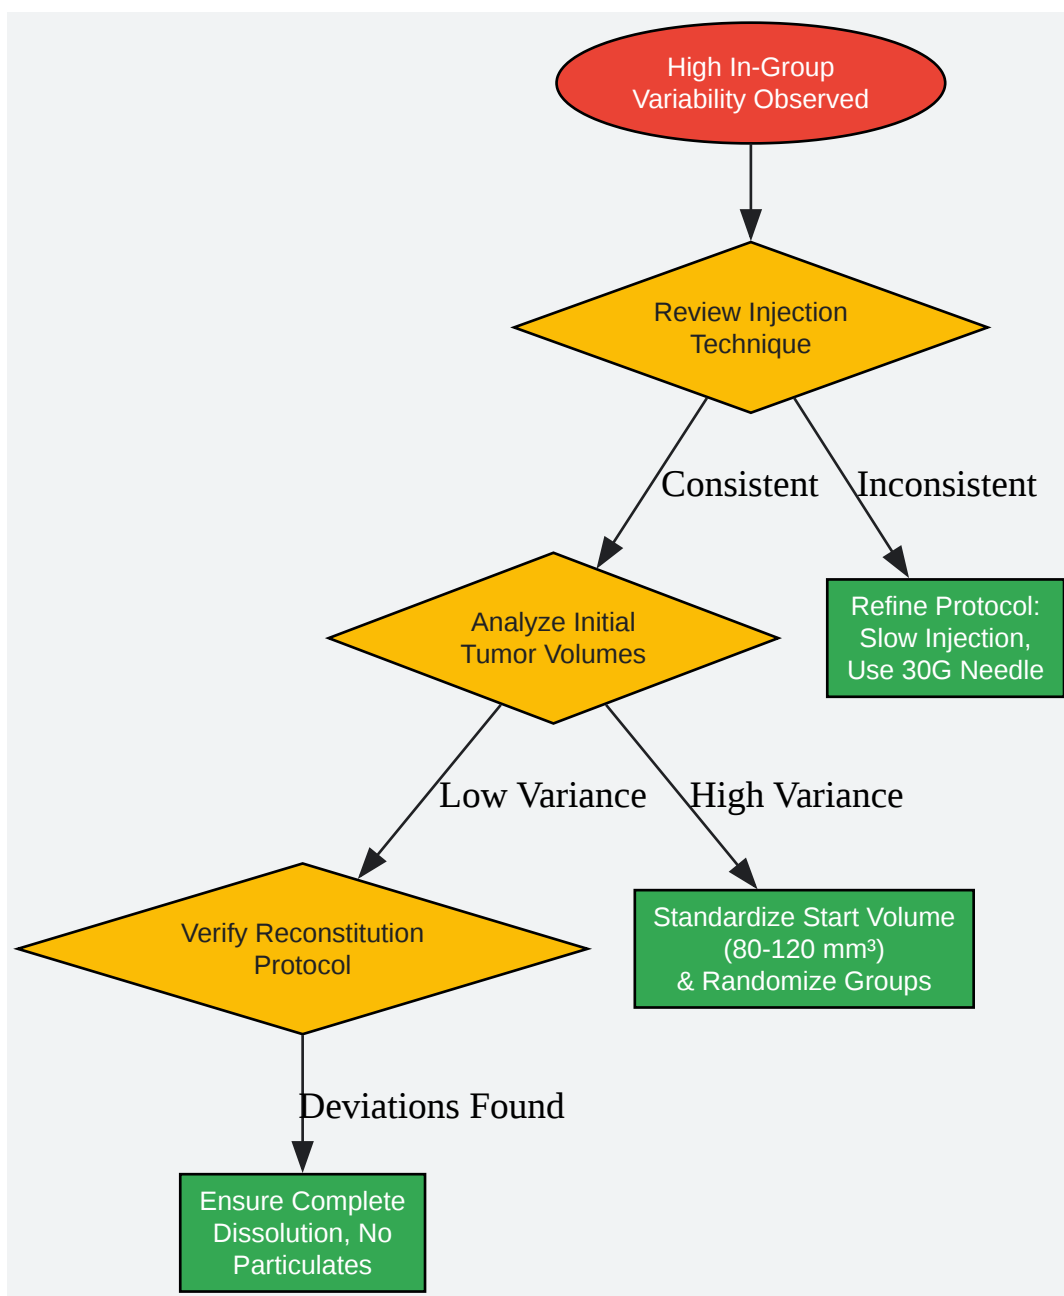 High In-Group
Variability Observed
Review Injection
Technique
Consistent
Inconsistent
Analyze Initial
Tumor Volumes
Refine Protocol:
Slow Injection,
Use 30G Needle
Low Variance
High Variance
Verify Reconstitution
Protocol
Standardize Start Volume
(80-120 mm³)
& Randomize Groups
Deviations Found
Ensure Complete
Dissolution, No
Particulates